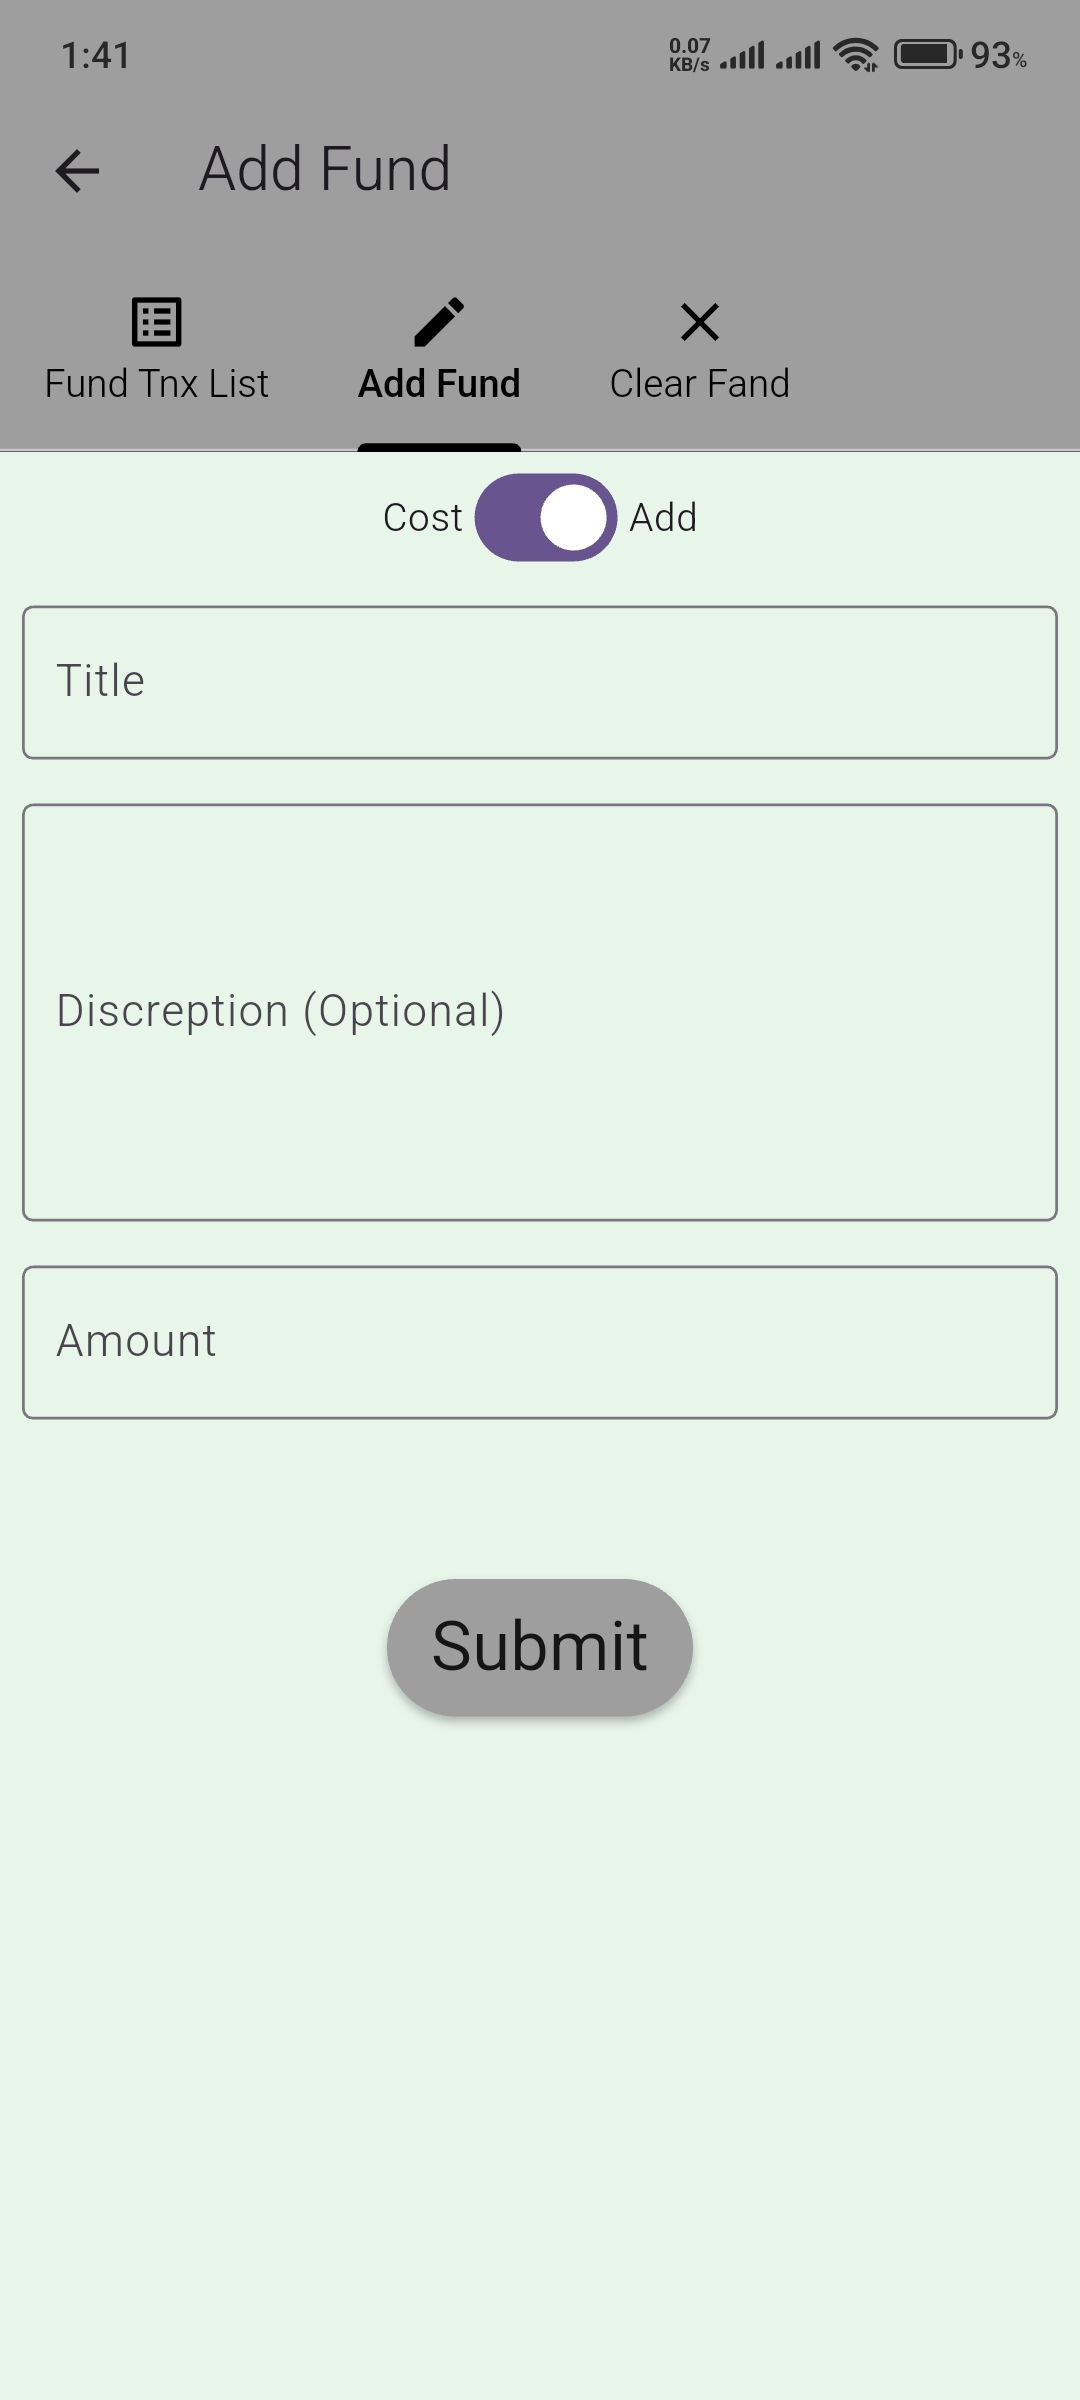 1:41
0.07
KB/s
93%
Add Fund
Fund Tnx List
Add Fund
Clear Fand
Cost
Add
Title
Discreption (Optional)
Amount
Submit